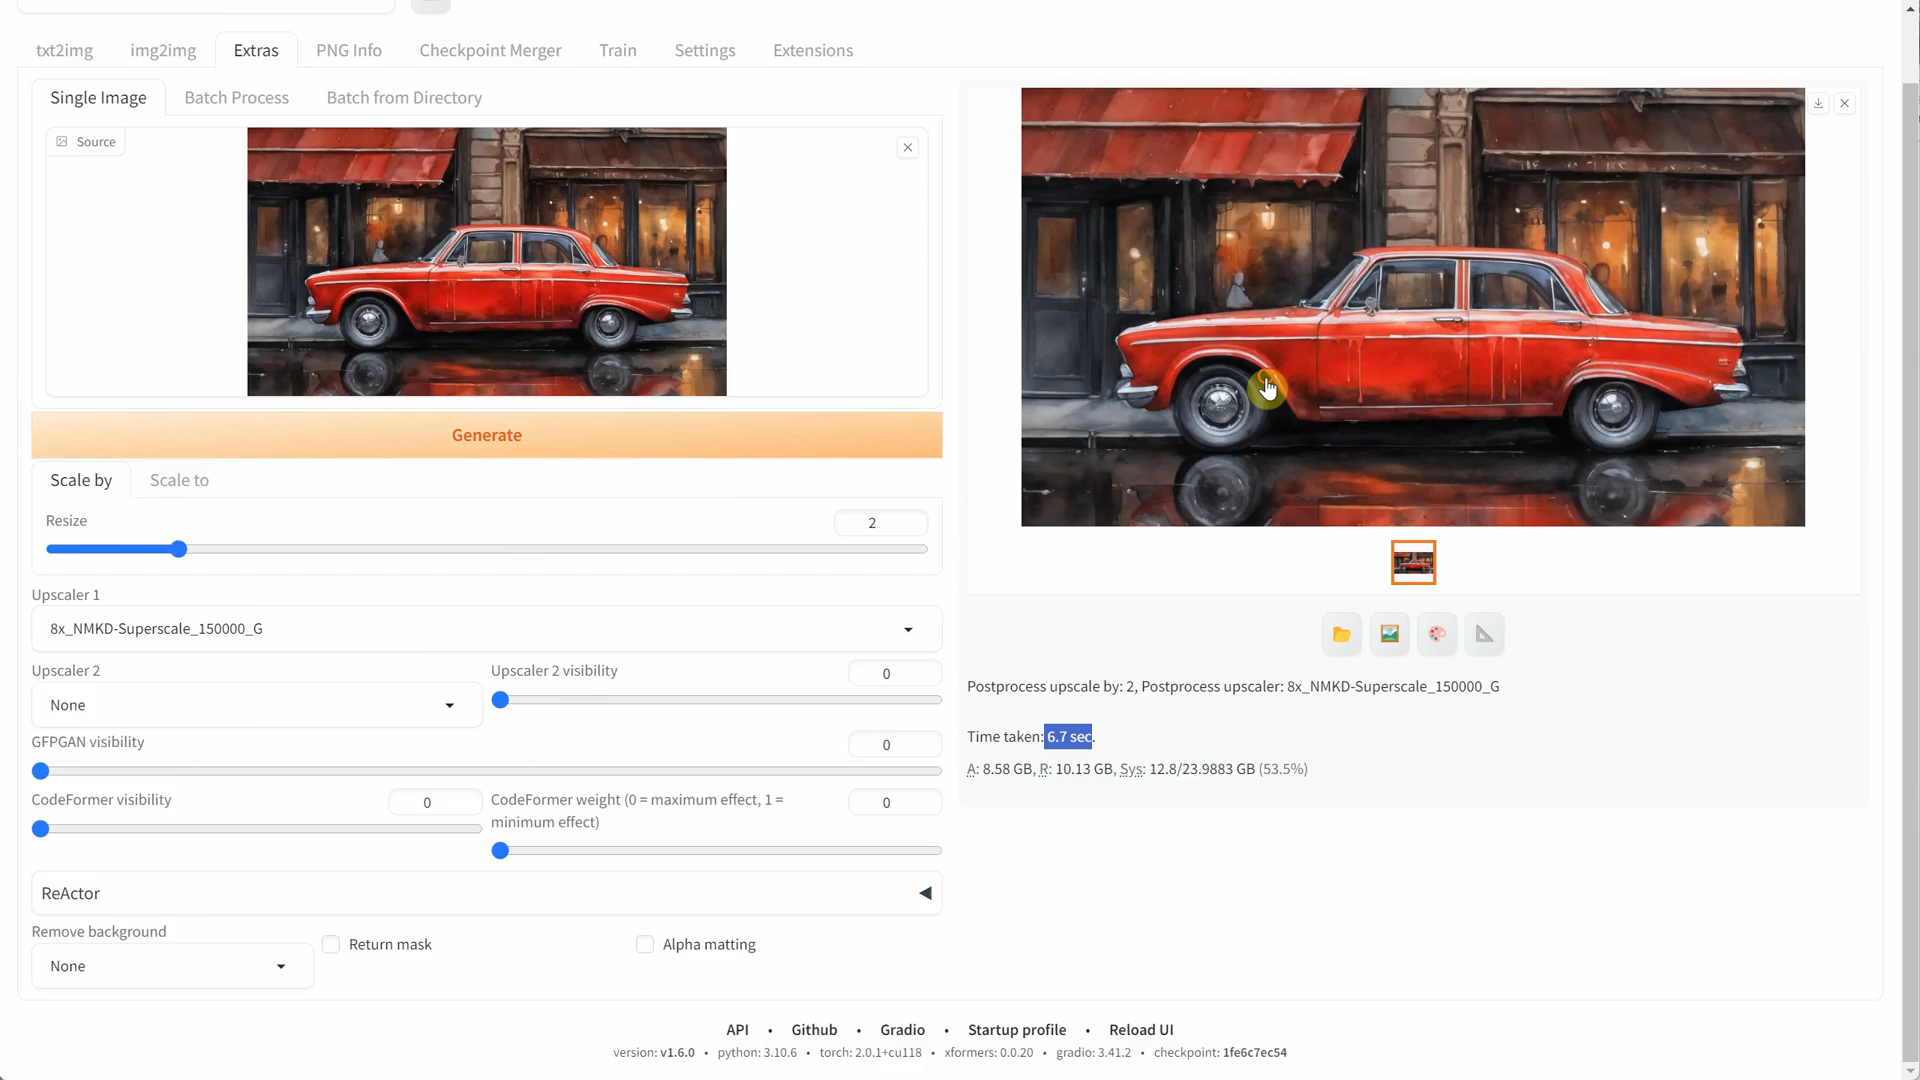 txt2img img2img Extras PNG Info Checkpoint Merger Train Settings Extensions
Single Image Batch Process Batch from Directory
Source
Generate
Scale by Scale to
Resize 2
Upscaler 1
8x_NMKD-Superscale_150000_G
Upscaler 2 Upscaler 2 visibility 0
None
GFPGAN visibility 0
CodeFormer visibility 0 CodeFormer weight (0 = maximum effect, 1 = minimum effect) 0
ReActor
Remove background
None Return mask Alpha matting
Postprocess upscale by: 2, Postprocess upscaler: 8x_NMKD-Superscale_150000_G
Time taken: 6.7 sec.
A: 8.58 GB, R: 10.13 GB, Sys: 12.8/23.9883 GB (53.5%)
API • Github • Gradio • Startup profile • Reload UI
version: v1.6.0 • python: 3.10.6 • torch: 2.0.1+cu118 • xformers: 0.0.20 • gradio: 3.41.2 • checkpoint: 1fe6c7ec54